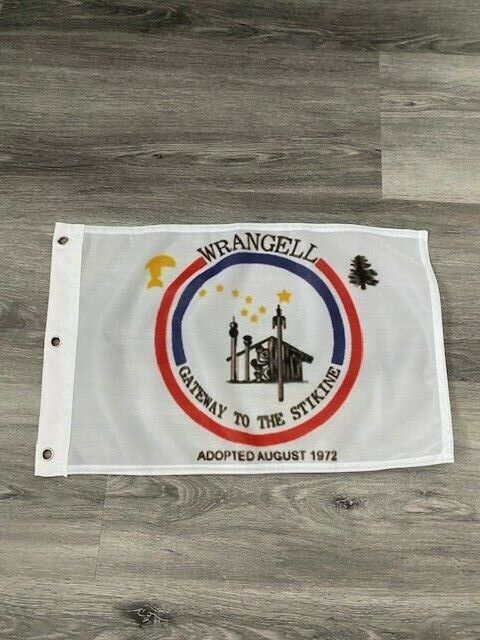 WRANGELL
GATEWAY TO THE STIKINE
ADOPTED AUGUST 1972